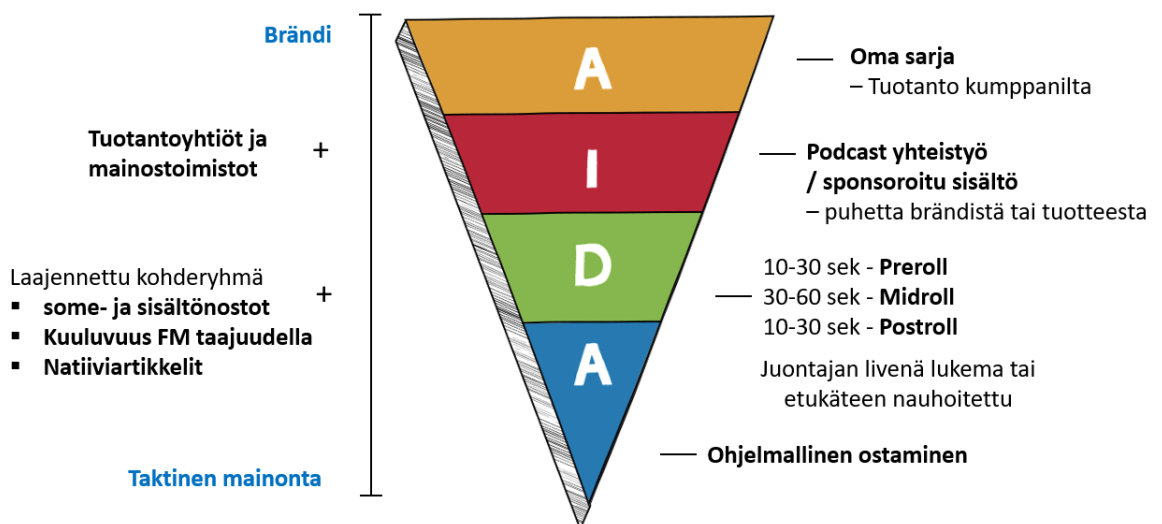 Brändi
Tuotantoyhtiöt ja
mainostoimistot
+
Laajennettu kohderyhmä
▪ some- ja sisältönostot
▪ Kuuluvuus FM taajuudella
▪ Natiiviartikkelit
+
Taktinen mainonta
A
I
D
A
Oma sarja
– Tuotanto kumppanilta
Podcast yhteistyö
/ sponsoroitu sisältö
– puhetta brändistä tai tuotteesta
10-30 sek - Preroll
30-60 sek - Midroll
10-30 sek - Postroll
Juontajan livenä lukema tai
etukäteen nauhoitettu
Ohjelmallinen ostaminen